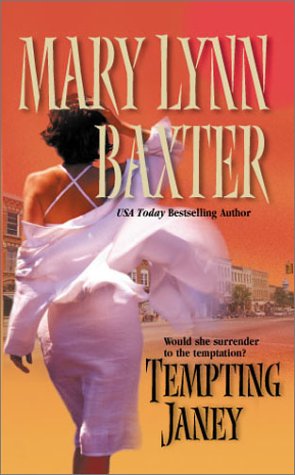 MARY LYNN
BAXTER
USA Today Bestselling Author
Would she surrender
to the temptation?
TEMPTING
JANEY